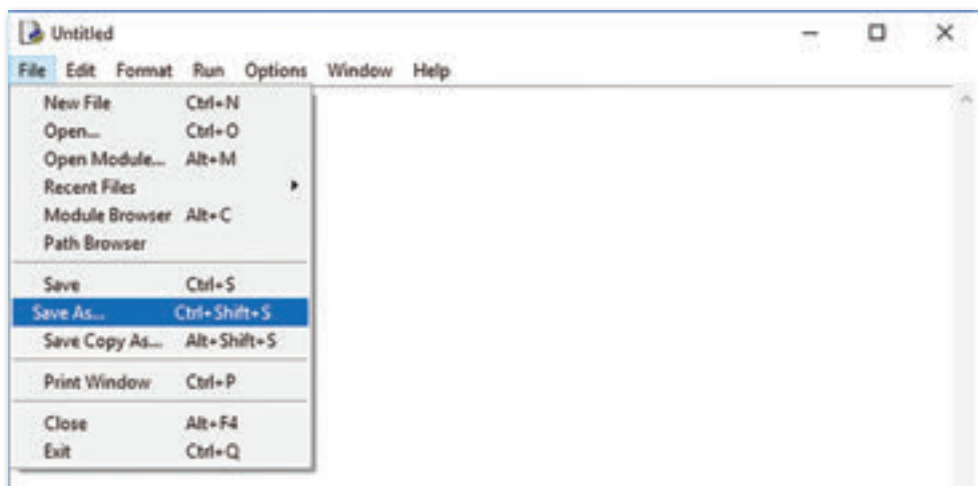 Untitled
File Edit Format Run Options Window Help
New File Ctrl+N
Open... Ctrl+O
Open Module... Alt+M
Recent Files
Module Browser Alt+C
Path Browser
Save Ctrl+S
Save As... Ctrl+Shift+S
Save Copy As... Alt+Shift+S
Print Window Ctrl+P
Close Alt+F4
Exit Ctrl+Q